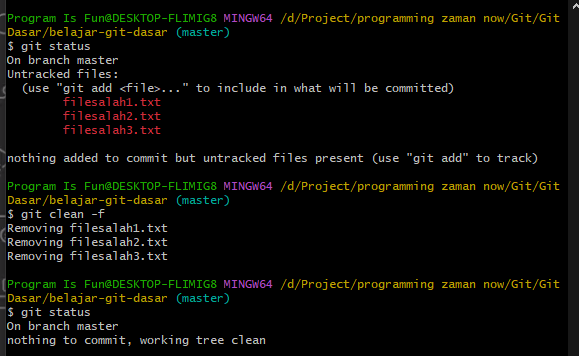 Program Is Fun@DESKTOP-FLIMIG8 MINGW64 /d/Project/programming zaman now/Git/Git
Dasar/belajar-git-dasar (master)
$ git status
On branch master
Untracked files:
  (use "git add <file>..." to include in what will be committed)
        filesalah1.txt
        filesalah2.txt
        filesalah3.txt

nothing added to commit but untracked files present (use "git add" to track)

Program Is Fun@DESKTOP-FLIMIG8 MINGW64 /d/Project/programming zaman now/Git/Git
Dasar/belajar-git-dasar (master)
$ git clean -f
Removing filesalah1.txt
Removing filesalah2.txt
Removing filesalah3.txt

Program Is Fun@DESKTOP-FLIMIG8 MINGW64 /d/Project/programming zaman now/Git/Git
Dasar/belajar-git-dasar (master)
$ git status
On branch master
nothing to commit, working tree clean